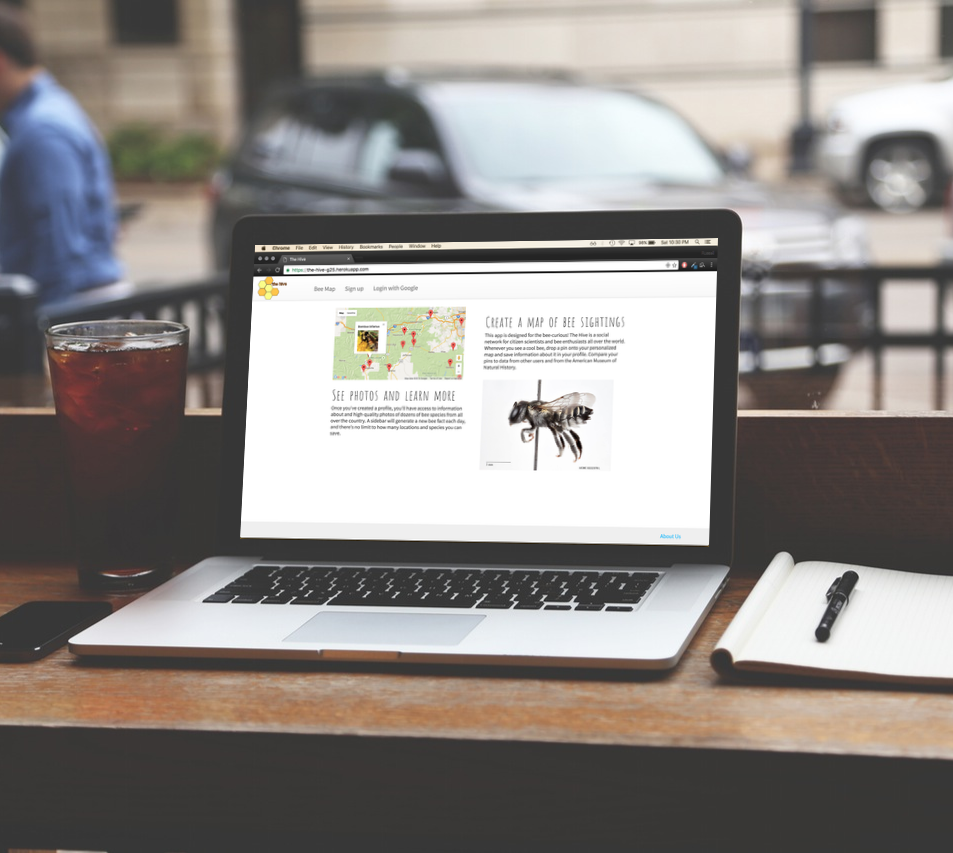 Chrome File Edit View History Bookmarks People Window Help
Sat 10:30 PM
The Hive
https://the-hive-g25.herokuapp.com
the Hive
Bee Map Sign up Login with Google
CREATE A MAP OF BEE SIGHTINGS
This app is designed for the bee-curious! The Hive is a social
network for citizen scientists and bee enthusiasts all over the world.
Whenever you see a cool bee, drop a pin onto your personalized
map and save information about it in your profile. Compare your
pins to data from other users and from the American Museum of
Natural History.
SEE PHOTOS AND LEARN MORE
Once you've created a profile, you'll have access to information
about and high quality photos of dozens of bee species from all
over the country. A sidebar will generate a new bee fact each day,
and there's no limit to how many locations and species you can
save.
About Us